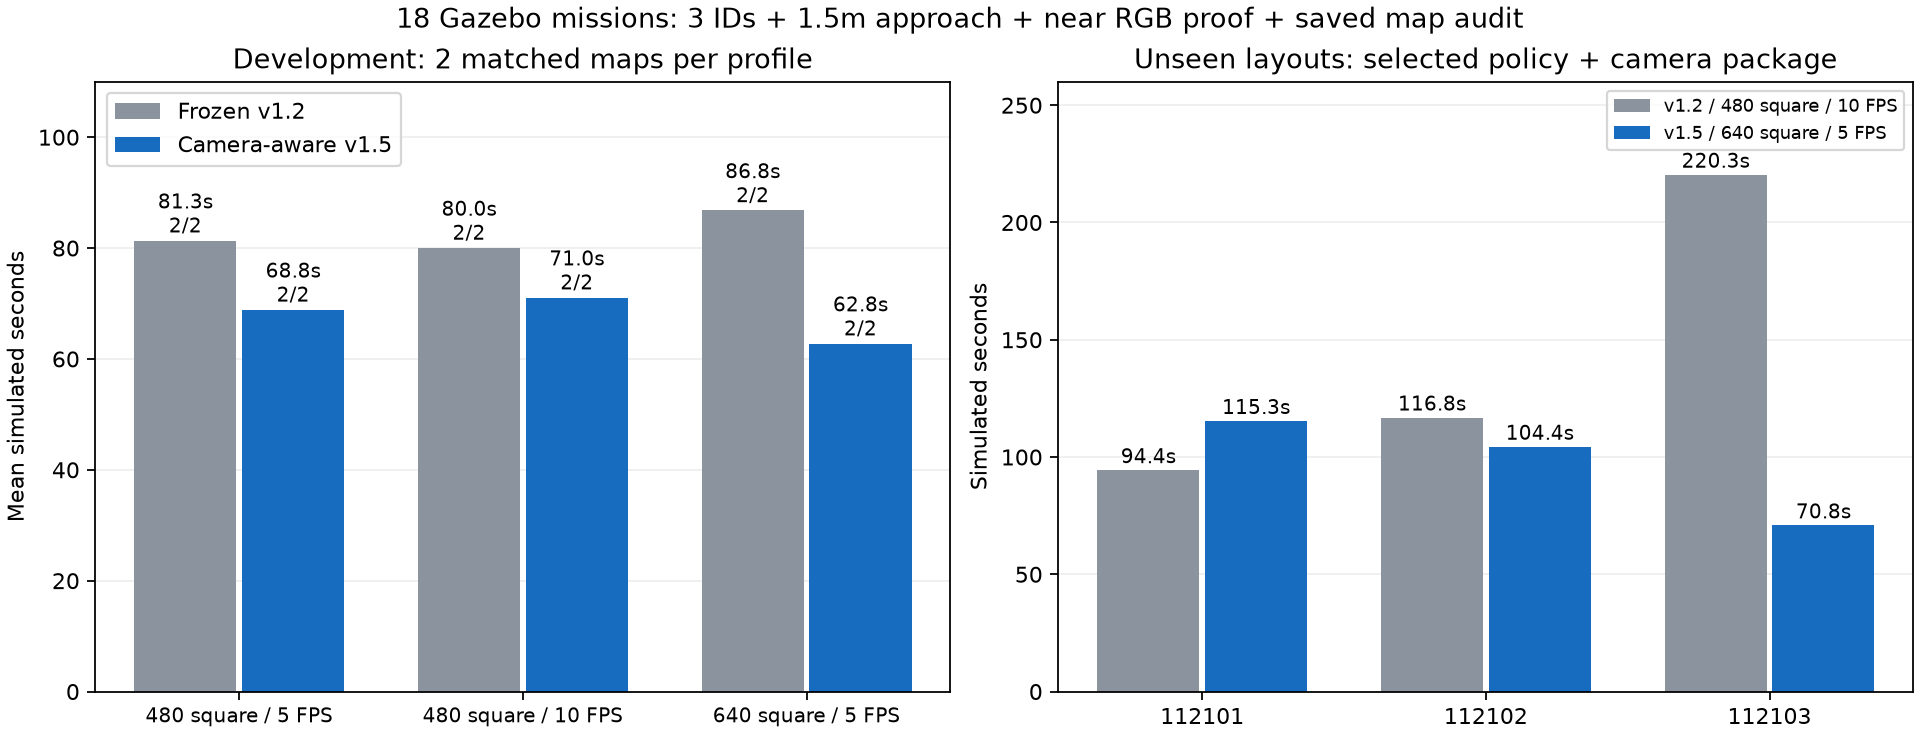 18 Gazebo missions: 3 IDs + 1.5m approach + near RGB proof + saved map audit
Development: 2 matched maps per profile
Mean simulated seconds
100
80
60
40
20
0
Frozen v1.2
Camera-aware v1.5
81.3s
2/2
68.8s
2/2
80.0s
2/2
71.0s
2/2
86.8s
2/2
62.8s
2/2
480 square / 5 FPS
480 square / 10 FPS
640 square / 5 FPS
Unseen layouts: selected policy + camera package
Simulated seconds
250
200
150
100
50
0
v1.2 / 480 square / 10 FPS
v1.5 / 640 square / 5 FPS
94.4s
115.3s
116.8s
104.4s
220.3s
70.8s
112101
112102
112103